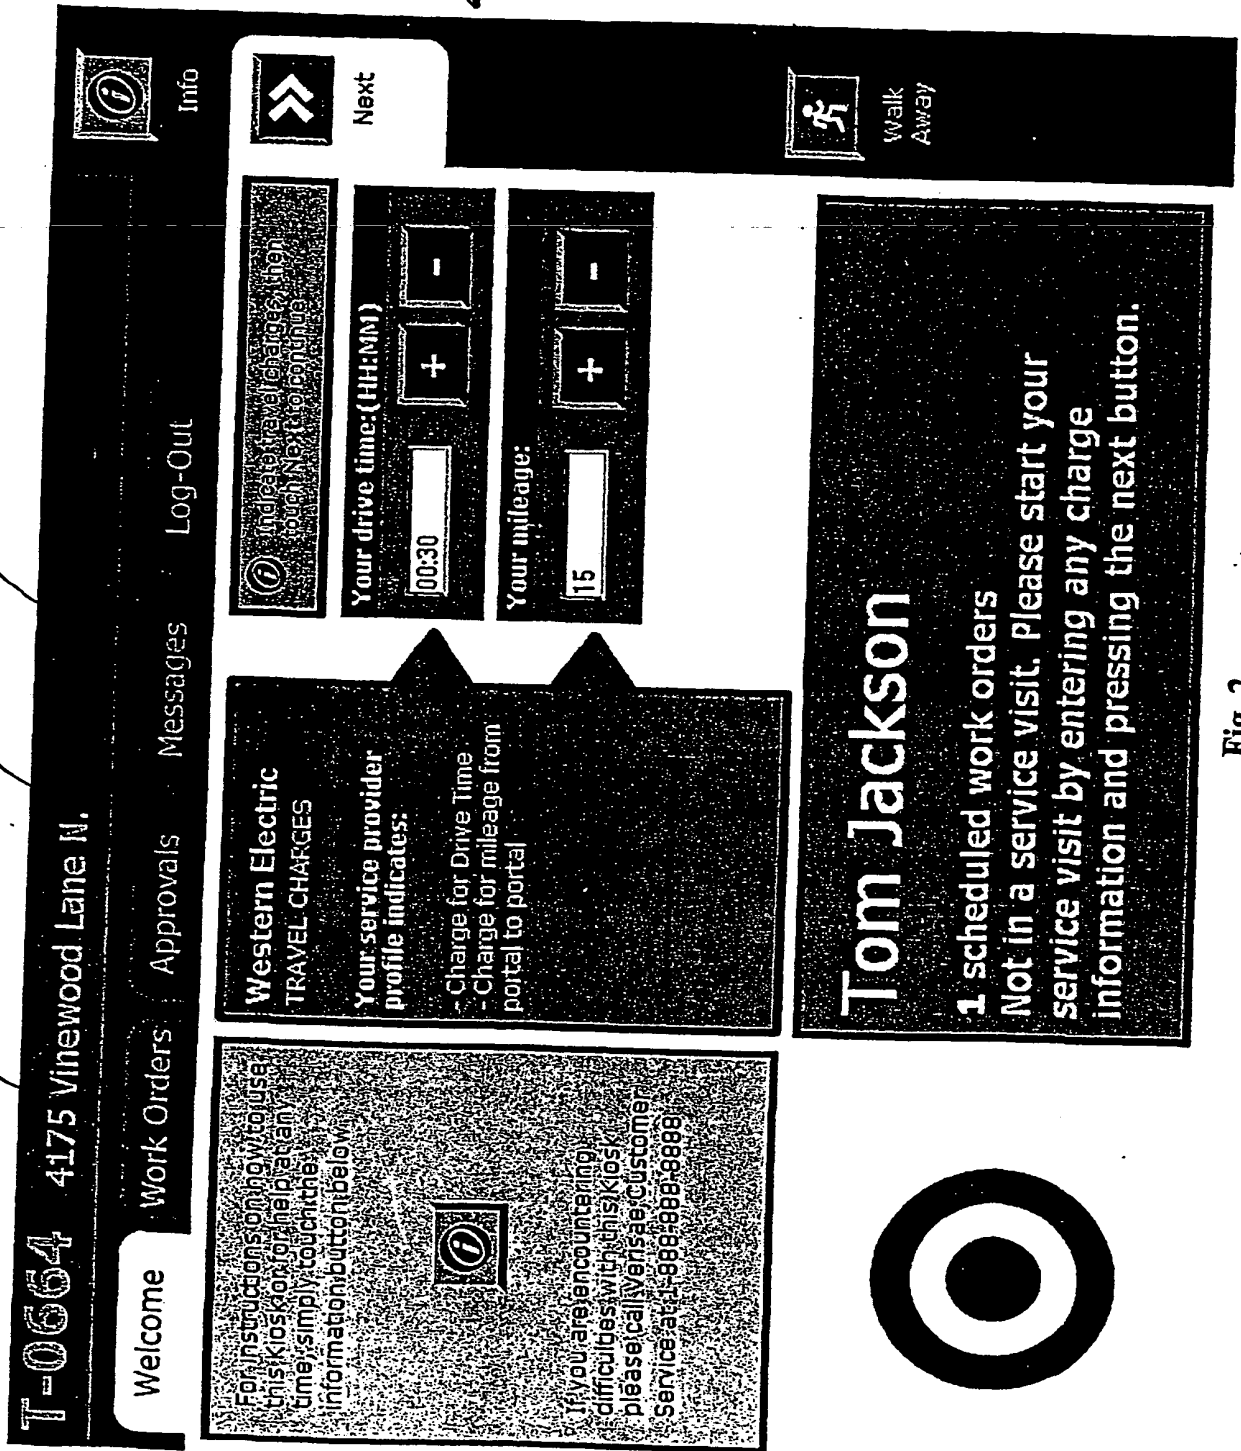 T-0664 4175 Vinewood Lane N.
Info
Welcome
Work Orders
Approvals
Messages
Log-Out
For instructions on how to use
this Kiosk or for help at any
time, simply touch the
information button below.
If you are encountering
difficulties with this Kiosk
please call Verisae Customer
Service at 1-888-888-8888
Western Electric
TRAVEL CHARGES
Your service provider
profile indicates:
- Charge for Drive Time
- Charge for mileage from
portal to portal
Indicate travel charges, then
touch Next to continue.
Your drive time:(HH:MM)
00:30
+
-
Your mileage:
15
+
-
Next
Walk
Away
Tom Jackson
1 scheduled work orders
Not in a service visit. Please start your
service visit by entering any charge
information and pressing the next button.